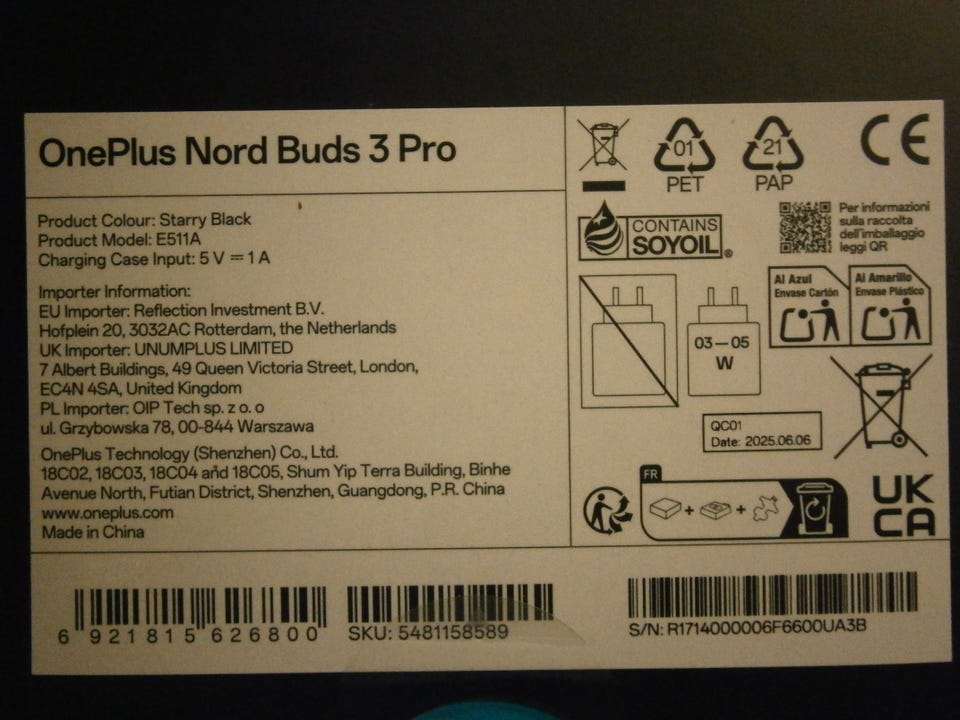 OnePlus Nord Buds 3 Pro
Product Colour: Starry Black
Product Model: E511A
Charging Case Input: 5 V ⎓ 1 A
Importer Information:
EU Importer: Reflection Investment B.V.
Hofplein 20, 3032AC Rotterdam, the Netherlands
UK Importer: UNUMPLUS LIMITED
7 Albert Buildings, 49 Queen Victoria Street, London,
EC4N 4SA, United Kingdom
PL Importer: OIP Tech sp. z o. o
ul. Grzybowska 78, 00-844 Warszawa
OnePlus Technology (Shenzhen) Co., Ltd.
18C02, 18C03, 18C04 and 18C05, Shum Yip Terra Building, Binhe
Avenue North, Futian District, Shenzhen, Guangdong, P.R. China
www.oneplus.com
Made in China
01
PET
21
PAP
CE
CONTAINS
SOYOIL®
Per informazioni
sulla raccolta
dell'imballaggio
leggi QR
Al Azul
Envase Cartón
Al Amarillo
Envase Plástico
03 — 05
W
QC01
Date: 2025.06.06
FR
+ +
UK
CA
6 921815 626800
SKU: 5481158589
S/N: R1714000006F6600UA3B